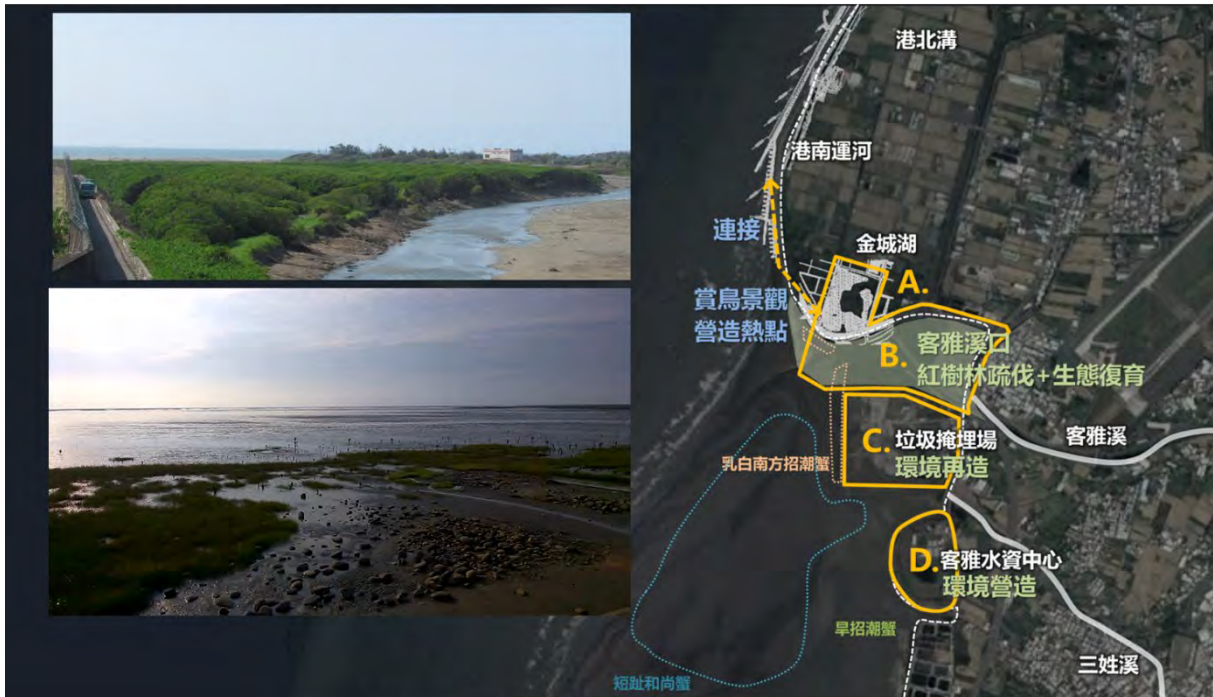 港北溝
港南運河
連接
金城湖
A.
賞鳥景觀
營造熱點
B. 客雅溪口
紅樹林疏伐+生態復育
客雅溪
C. 垃圾掩埋場
環境再造
乳白南方招潮蟹
D. 客雅水資中心
環境營造
旱招潮蟹
三姓溪
短趾和尚蟹